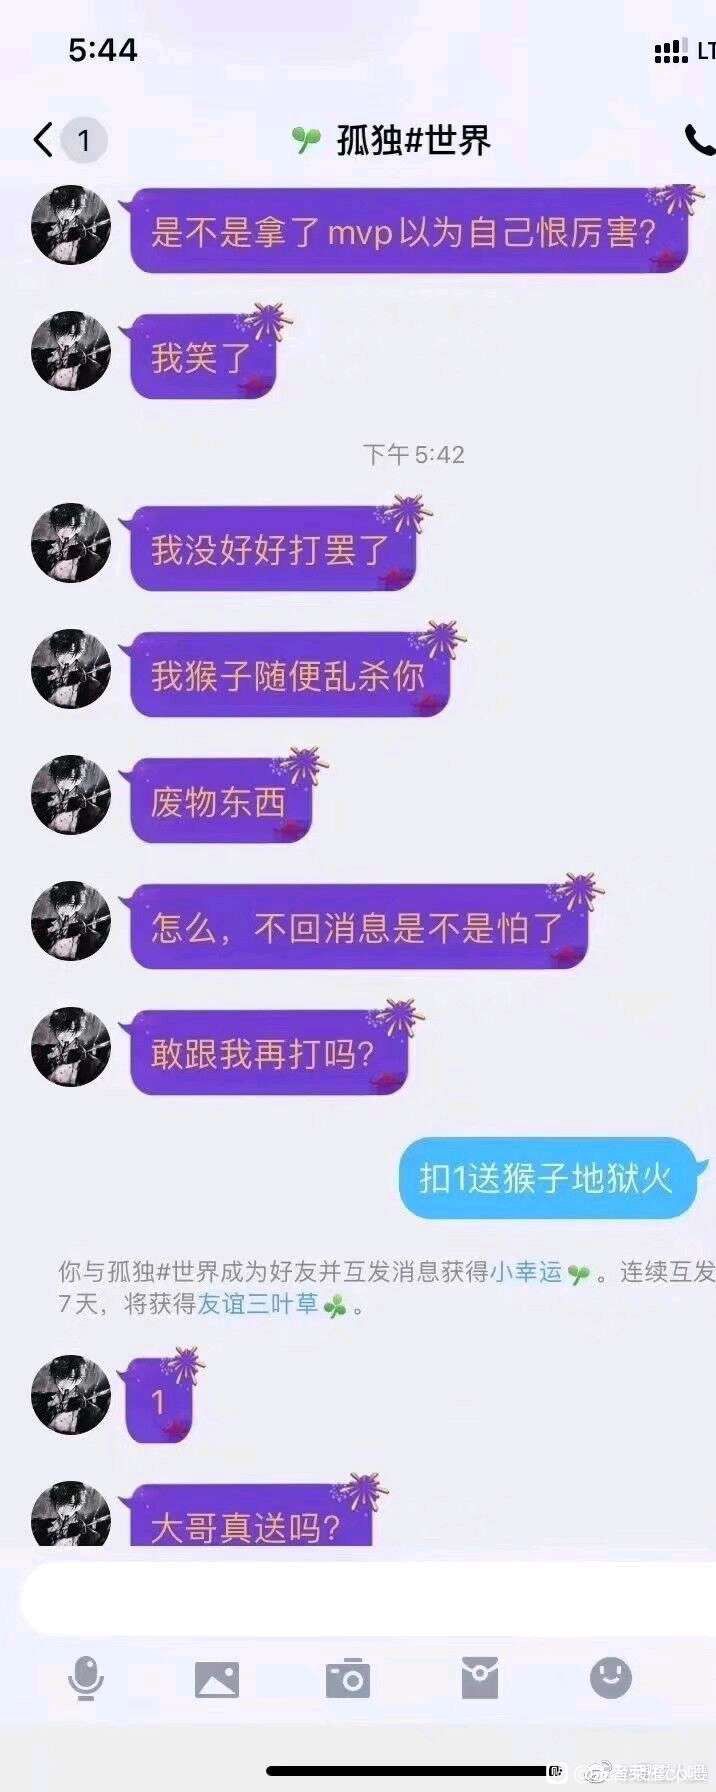 5:44
LT
1
孤独#世界
是不是拿了mvp以为自己恨厉害?
我笑了
下午5:42
我没好好打罢了
我猴子随便乱杀你
废物东西
怎么，不回消息是不是怕了
敢跟我再打吗?
扣1送猴子地狱火
你与孤独#世界成为好友并互发消息获得小幸运。连续互发
7天，将获得友谊三叶草。
1
大哥真送吗?